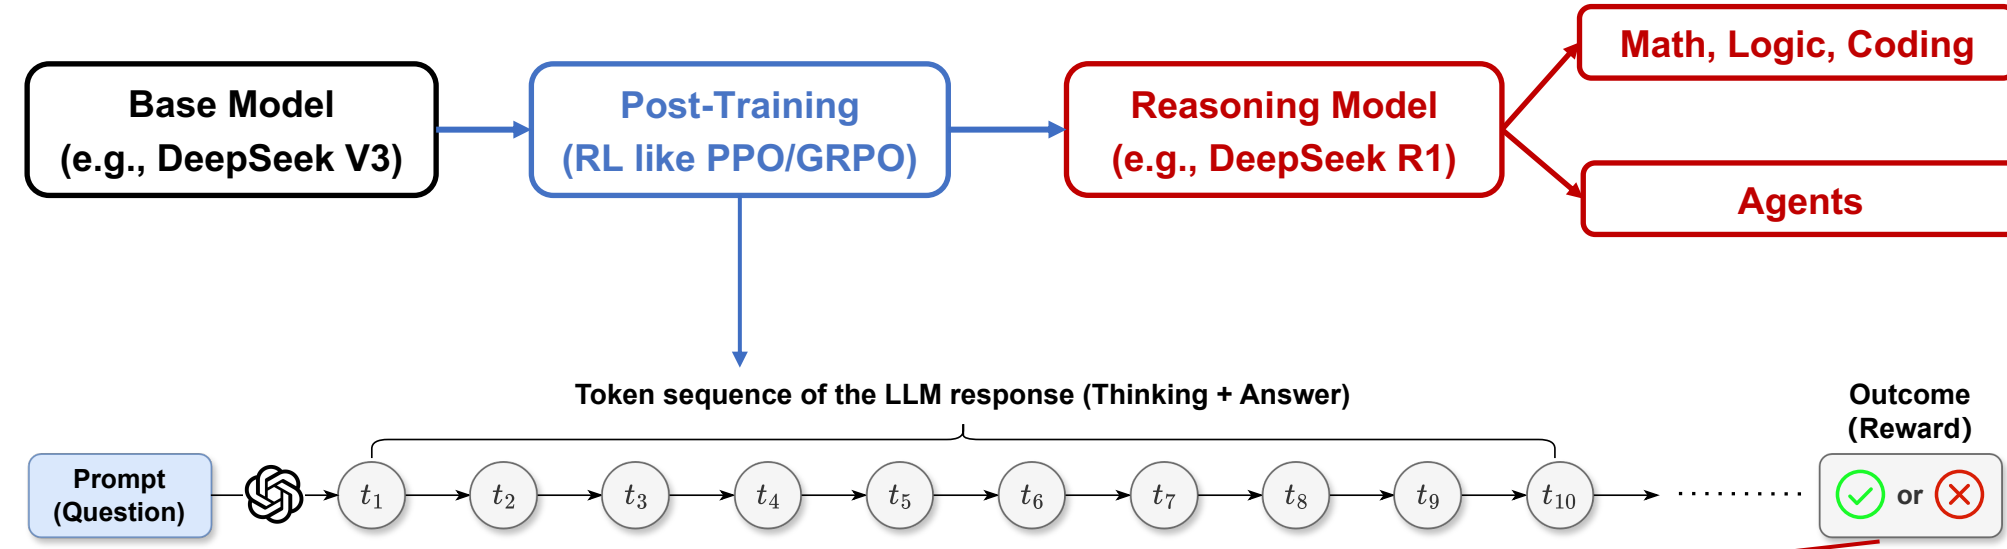 Base Model
(e.g., DeepSeek V3)
Post-Training
(RL like PPO/GRPO)
Reasoning Model
(e.g., DeepSeek R1)
Math, Logic, Coding
Agents
Token sequence of the LLM response (Thinking + Answer)
Outcome
(Reward)
Prompt
(Question)
t₁
t₂
t₃
t₄
t₅
t₆
t₇
t₈
t₉
t₁₀
.............
or